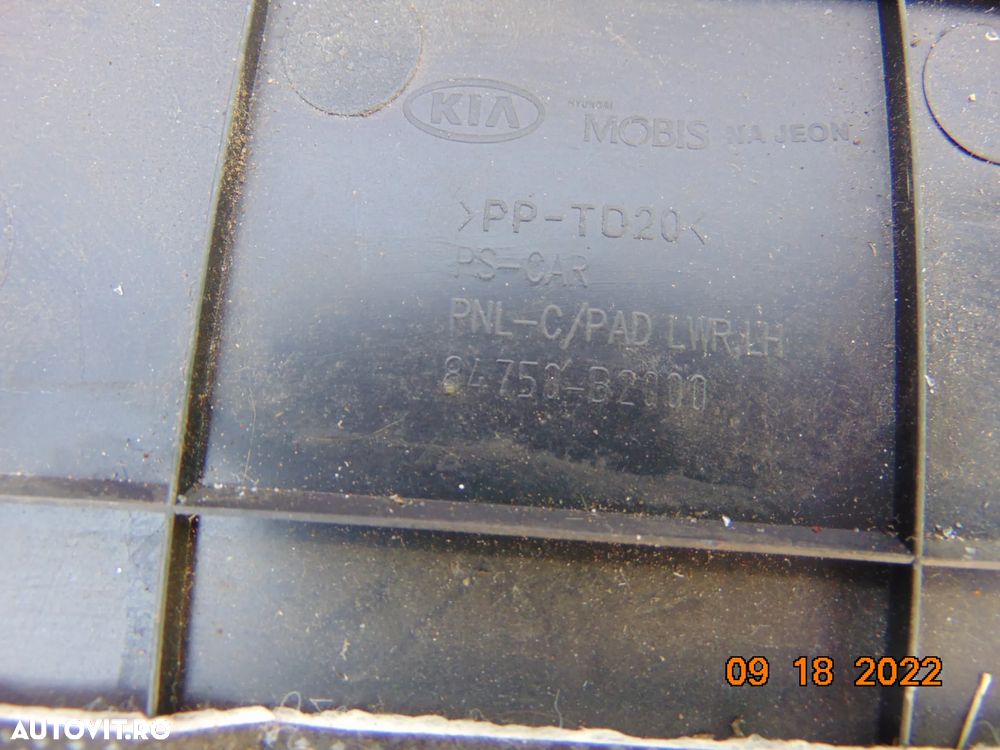 KIA HYUNDAI MOBIS NA JEON
>PP-TD20<
PS-CAR
PNL-C/PAD LWR,LH
84750-B2000
09 18 2022
AUTOVIT.RO